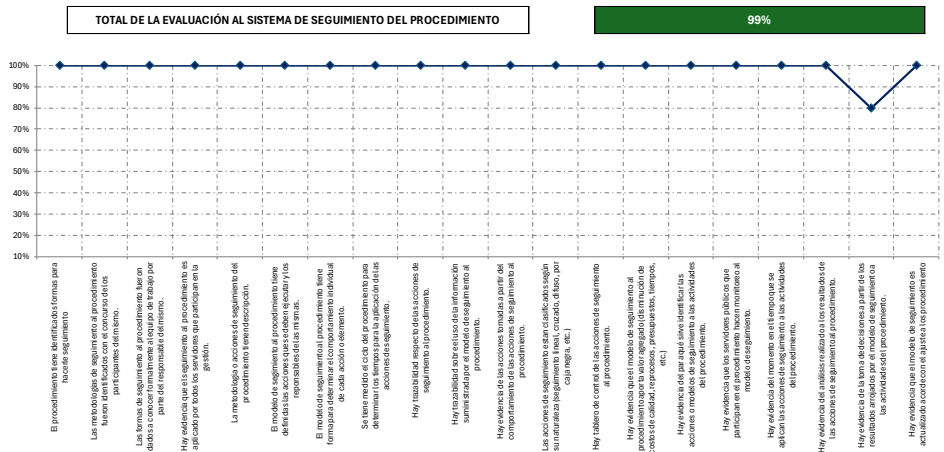 TOTAL DE LA EVALUACIÓN AL SISTEMA DE SEGUIMIENTO DEL PROCEDIMIENTO
99%
100%
90%
80%
70%
60%
50%
40%
30%
20%
10%
El procedimiento tiene identificados formas para
hacerle seguimiento
Las metodologías de seguimiento al procedimiento
fueron identificados con el concurso de los
participantes del mismo.
Las formas de seguimiento al procedimiento fueron
dados a conocer formalmente al equipo de trabajo por
parte del responsable del mismo.
Hay evidencia que el seguimiento al procedimiento es
aplicado por todos los servidores que participan en la
gestión.
La metodología o acciones de seguimiento del
procedimiento tienen descripción.
El modelo de segimiento al procedimiento tiene
definidas las acciones que se deben ejecutar y los
responsables de las mismas.
El modelo de seguimiento al procedimiento tiene
forma para determinar el comportamiento individual
de cada acción o elemento.
Se tiene medido el ciclo del procedimiento para
determinar los tiempos para la aplicación de las
acciones de seguimiento.
Hay trazabilidad respecto de las acciones de
seguimiento al procedimiento.
Hay trazabilidad sobre el uso de la información
suministrada por el modelo de seguimiento al
procedimiento.
Hay evidencia de las acciones tomadas a partir del
comportamiento de las acciones de seguimiento al
procedimiento.
Las acciones de seguimiento estan clasificados según
su naturaleza (seguimiento lineal, cruzado, difuso, por
caja negra, etc.)
Hay tablero de control de las acciones de seguimiento
al procedimiento.
Hay evidencia que el modelo de seguimiento al
procedimiento aporta valor agregado (disminución de
costos de calidad, reprocesos, presupuestos, tiempos,
etc.)
Hay evidencia del par aqué sirve identificar las
acciones o modelos de seguimiento a las actividades
del procedimiento.
Hay evidencia que los servidores públicos que
participan en el procedimiento hacen monitoreo al
modelo de seguimiento.
Hay evidencia del momento en el tiempo que se
aplican las acciones de seguimiento a las actividades
del procedimiento.
Hay evidencia del análisis realizado a los resultados de
las acciones de seguimiento al procedimiento.
Hay evidencia de la toma de decisiones a partir de los
resultados arrojados por el modelo de seguimiento a
las actividades del procedimiento.
Hay evidencia que el modelo de seguimiento es
actualizado acorde con el ajuste a los procedimiento